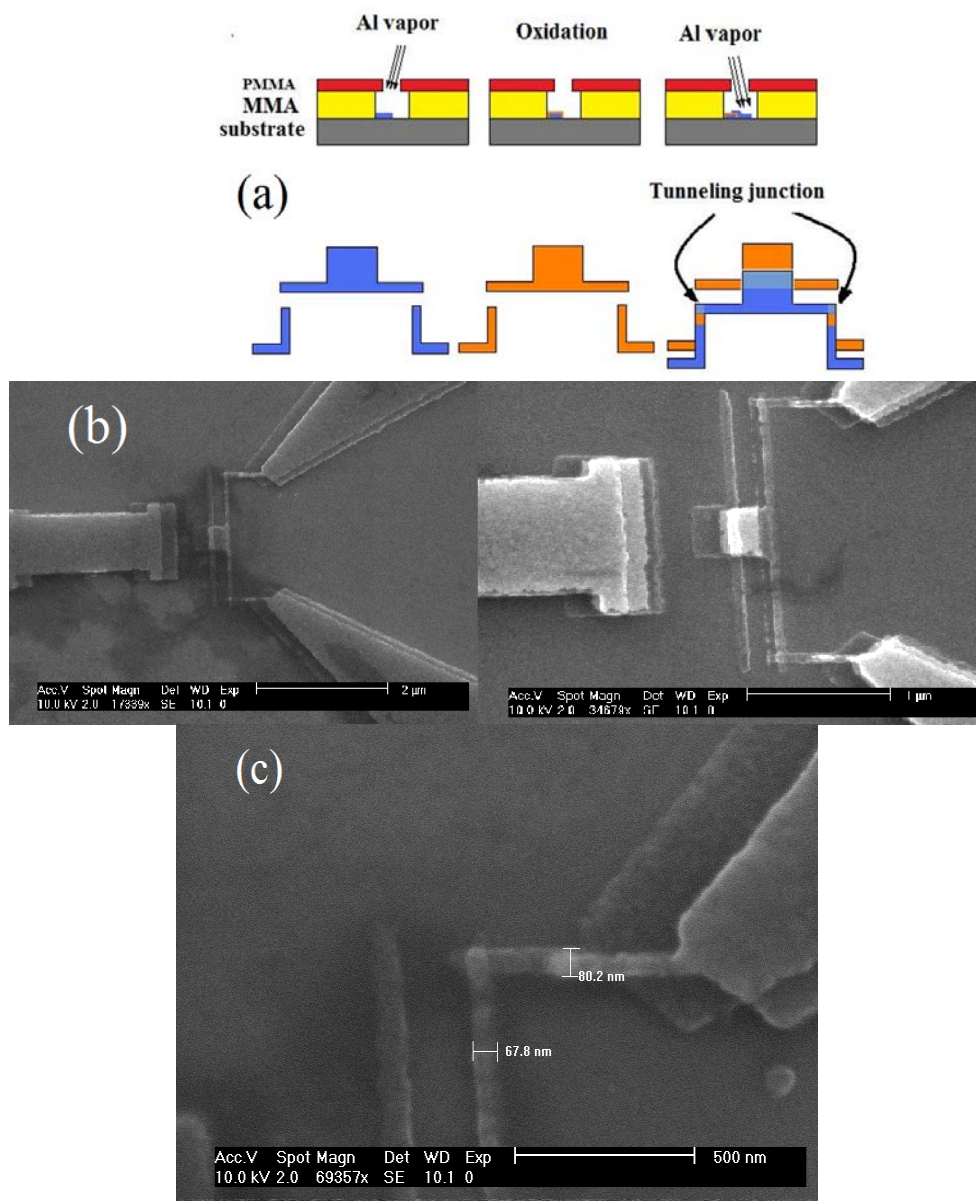 Al vapor
Oxidation
Al vapor
PMMA
MMA
substrate
(a)
Tunneling junction
(b)
Acc.V Spot Magn Det WD Exp
10.0 kV 2.0 17339x SE 10.1 0
2 µm
Acc.V Spot Magn Det WD Exp
10.0 kV 2.0 34679x SE 10.1 0
1 µm
(c)
80.2 nm
67.8 nm
Acc.V Spot Magn Det WD Exp
10.0 kV 2.0 69357x SE 10.1 0
500 nm